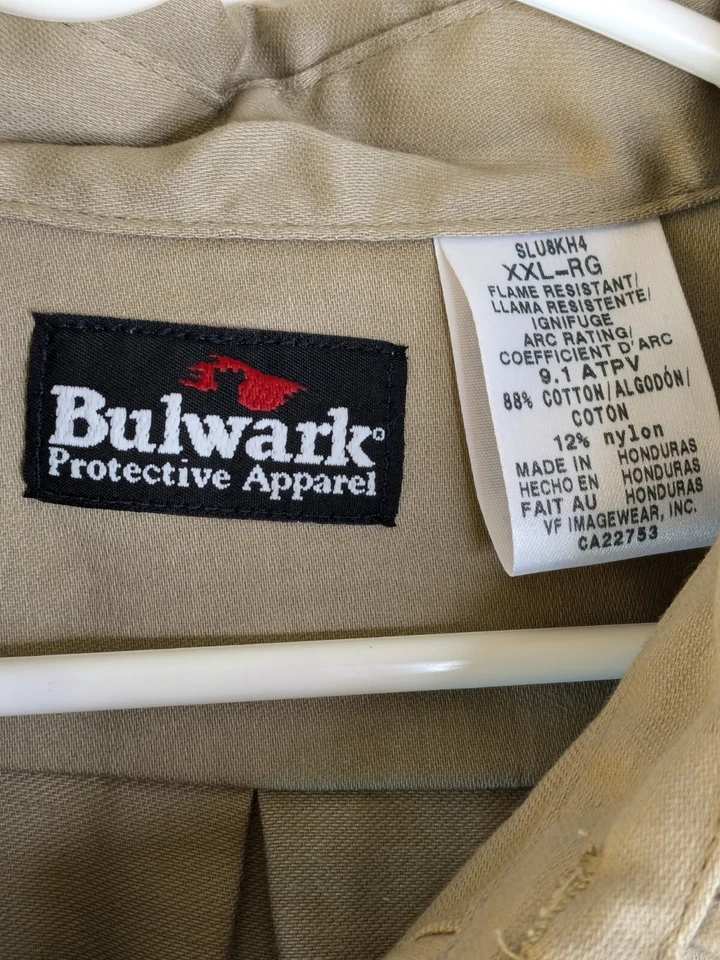 Bulwark®
Protective Apparel
SLU8KH4
XXL-RG
FLAME RESISTANT/
LLAMA RESISTENTE/
IGNIFUGE
ARC RATING/
COEFFICIENT D'ARC
9.1 ATPV
88% COTTON/ALGODÓN/
COTON
12% nylon
MADE IN HONDURAS
HECHO EN HONDURAS
FAIT AU HONDURAS
VF IMAGEWEAR, INC.
CA22753